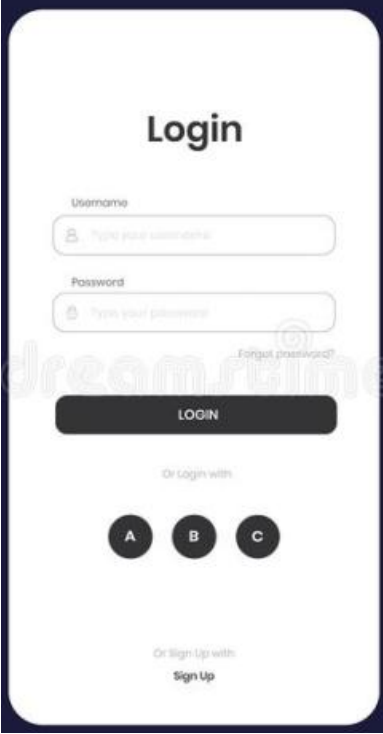 Login
Username
Type your username
Password
Type your password
Forgot password?
dreamstime
LOGIN
Or Login with
A B C
Or Sign Up with
Sign Up